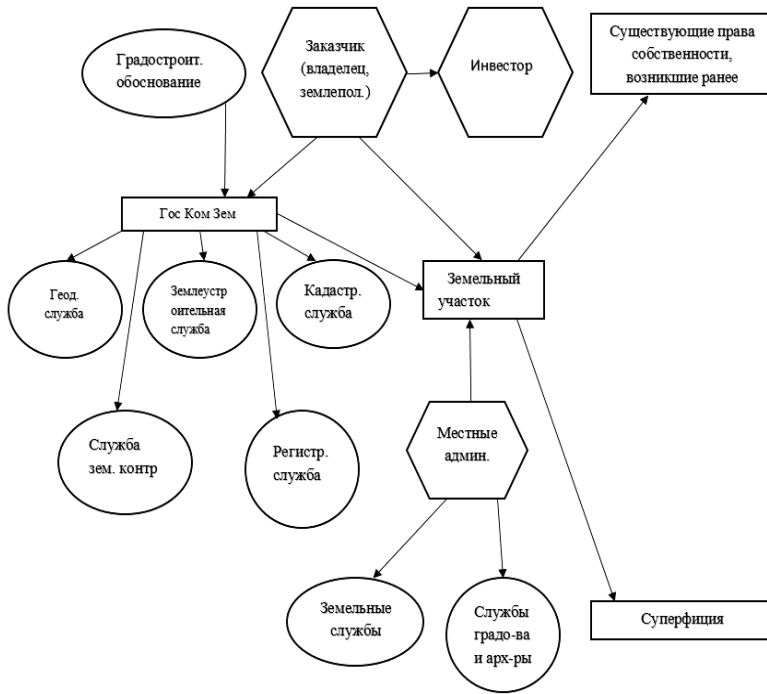 Градостроит.
обоснование
Заказчик
(владелец,
землепол.)
Инвестор
Существующие права
собственности,
возникшие ранее
Гос Ком Зем
Геод.
служба
Землеустр
оительная
служба
Кадастр.
служба
Земельный
участок
Служба
зем. контр
Регистр.
служба
Местные
админ.
Земельные
службы
Службы
градо-ва
и арх-ры
Суперфиция